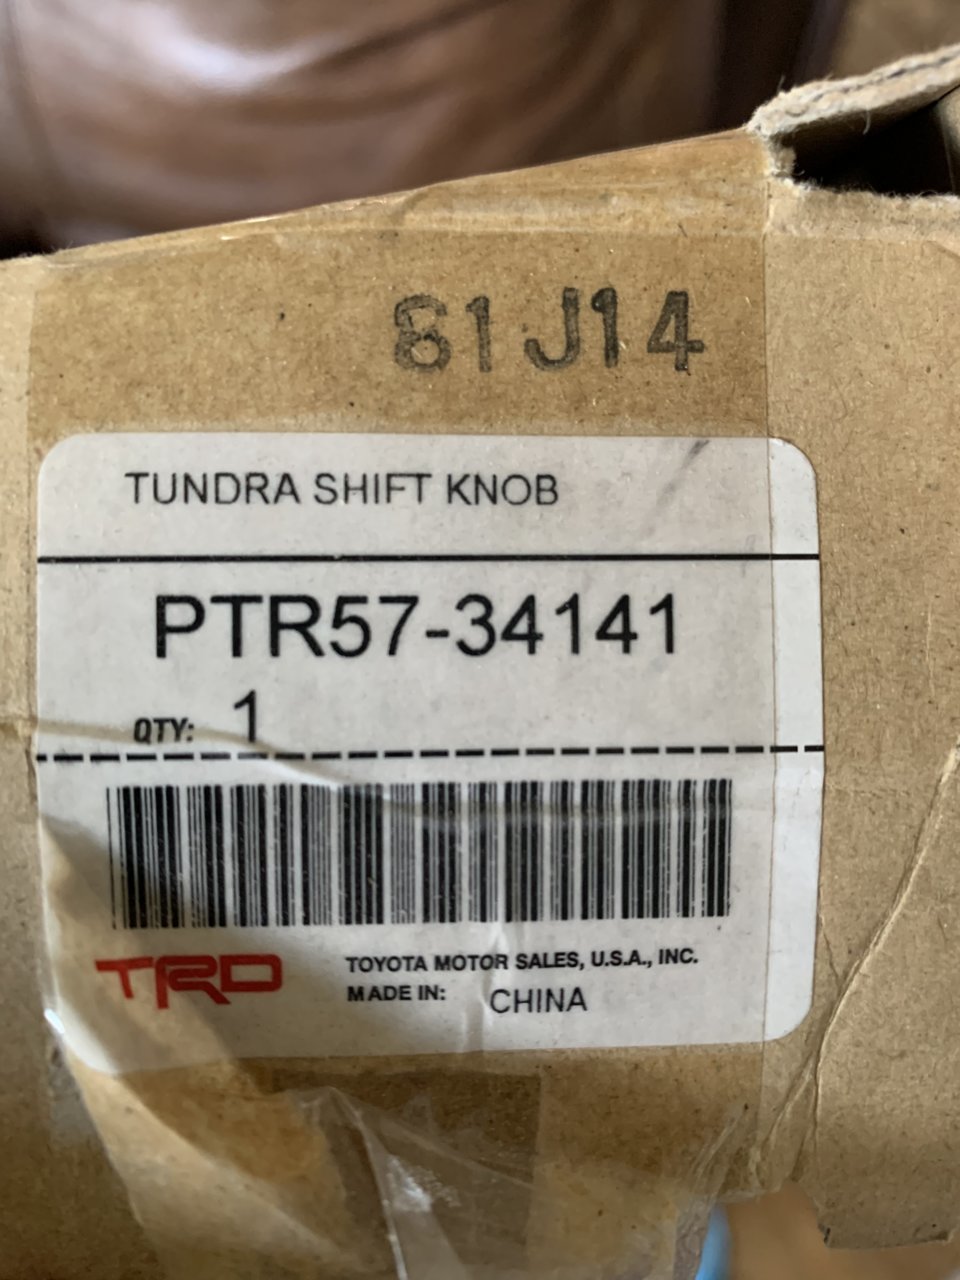 81J14
TUNDRA SHIFT KNOB
PTR57-34141
QTY: 1
TRD
TOYOTA MOTOR SALES, U.S.A., INC.
MADE IN: CHINA